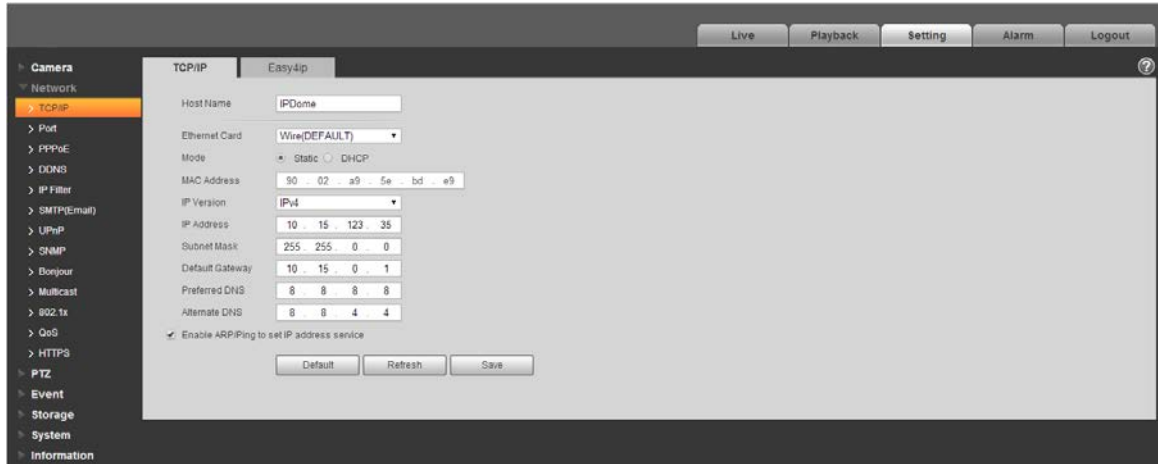 Live Playback Setting Alarm Logout
Camera
Network
TCP/IP
Port
PPPoE
DDNS
IP Filter
SMTP(Email)
UPnP
SNMP
Bonjour
Multicast
802.1x
QoS
HTTPS
PTZ
Event
Storage
System
Information
TCP/IP Easy4ip
?
Host Name IPDome
Ethernet Card Wire(DEFAULT)
Mode Static DHCP
MAC Address 90 . 02 . a9 . 5e . bd . e9
IP Version IPv4
IP Address 10 . 15 . 123 . 35
Subnet Mask 255 . 255 . 0 . 0
Default Gateway 10 . 15 . 0 . 1
Preferred DNS 8 . 8 . 8 . 8
Alternate DNS 8 . 8 . 4 . 4
Enable ARP/Ping to set IP address service
Default Refresh Save